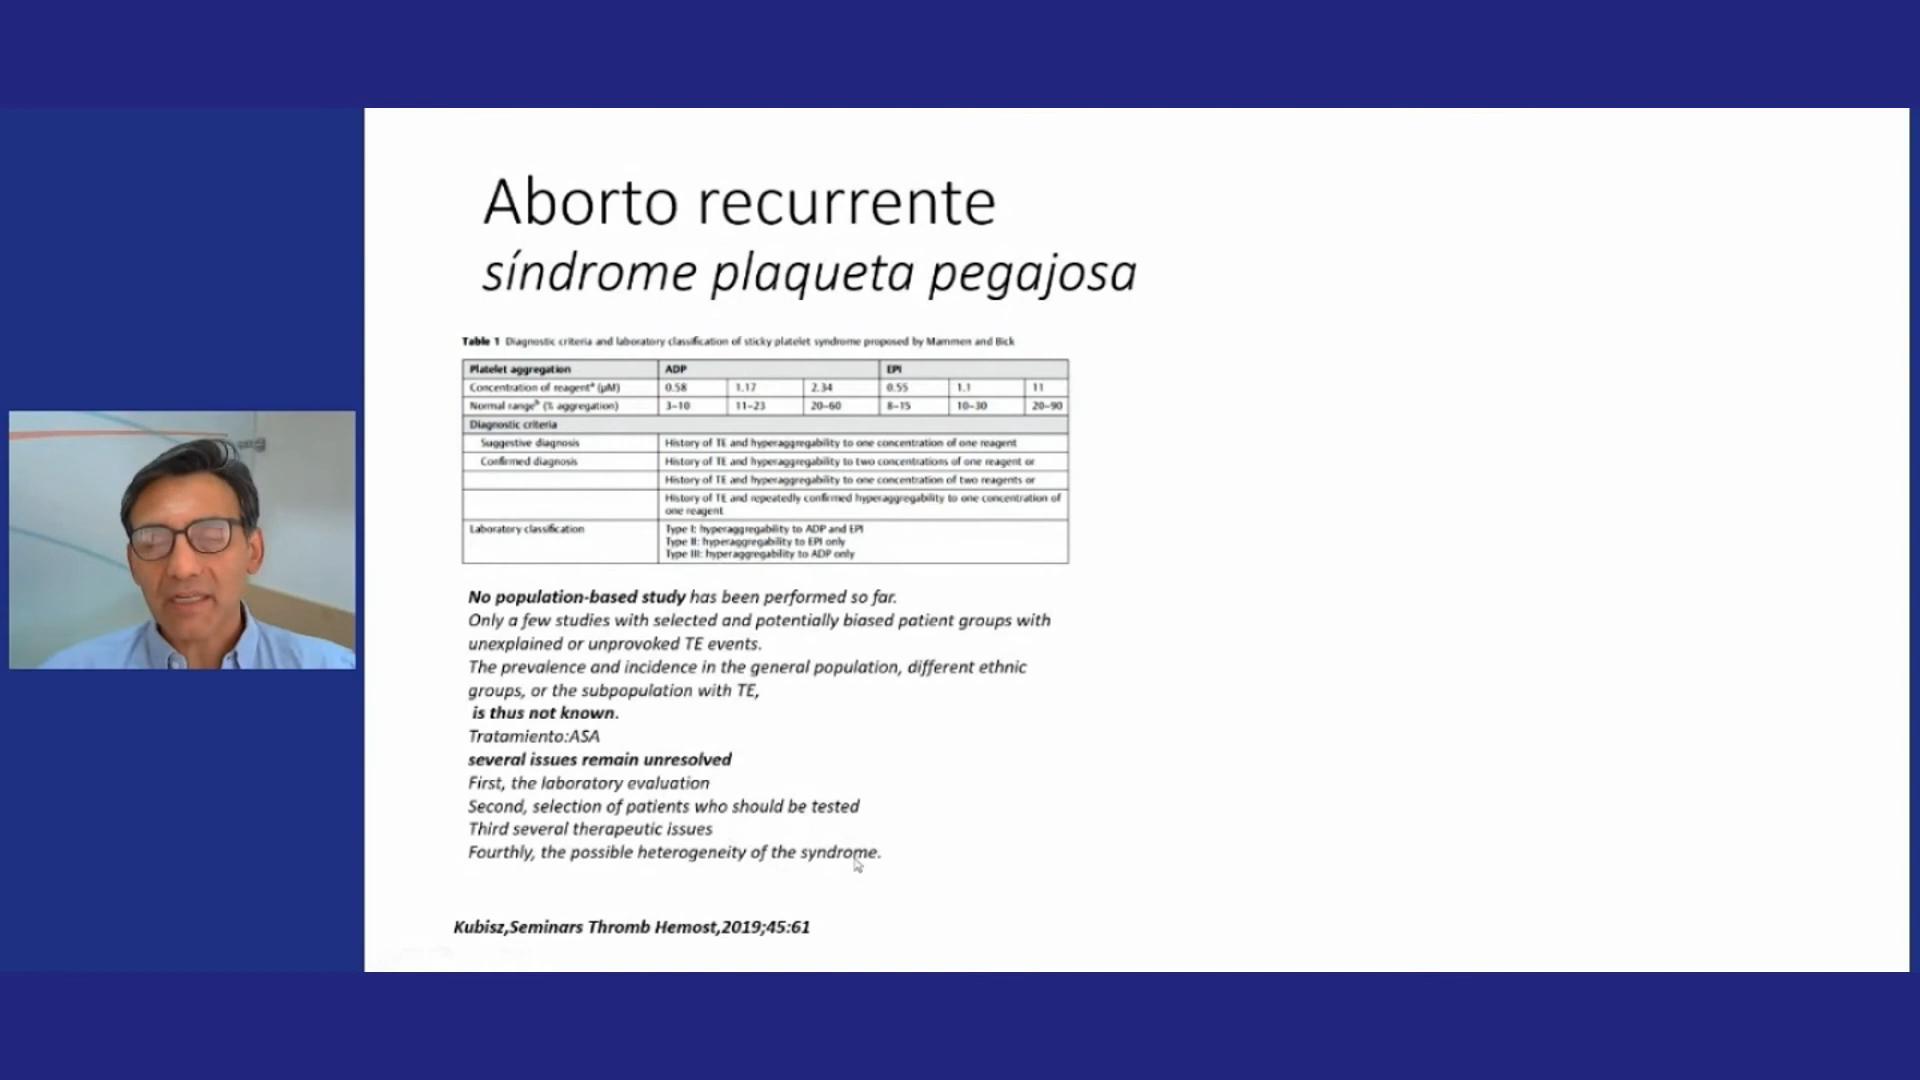 Aborto recurrente
síndrome plaqueta pegajosa
Table 1 Diagnostic criteria and laboratory classification of sticky platelet syndrome proposed by Mammen and Bick
Platelet aggregation ADP EPI
Concentration of reagentᵃ (μM) 0.58 1.17 2.34 0.55 1.1 11
Normal rangeᵇ (% aggregation) 3–10 11–23 20–60 8–15 10–30 20–90
Diagnostic criteria
Suggestive diagnosis History of TE and hyperaggregability to one concentration of one reagent
Confirmed diagnosis History of TE and hyperaggregability to two concentrations of one reagent or
History of TE and hyperaggregability to one concentration of two reagents or
History of TE and repeatedly confirmed hyperaggregability to one concentration of
one reagent
Laboratory classification Type I: hyperaggregability to ADP and EPI
Type II: hyperaggregability to EPI only
Type III: hyperaggregability to ADP only
No population-based study has been performed so far.
Only a few studies with selected and potentially biased patient groups with
unexplained or unprovoked TE events.
The prevalence and incidence in the general population, different ethnic
groups, or the subpopulation with TE,
is thus not known.
Tratamiento:ASA
several issues remain unresolved
First, the laboratory evaluation
Second, selection of patients who should be tested
Third several therapeutic issues
Fourthly, the possible heterogeneity of the syndrome.
Kubisz,Seminars Thromb Hemost,2019;45:61